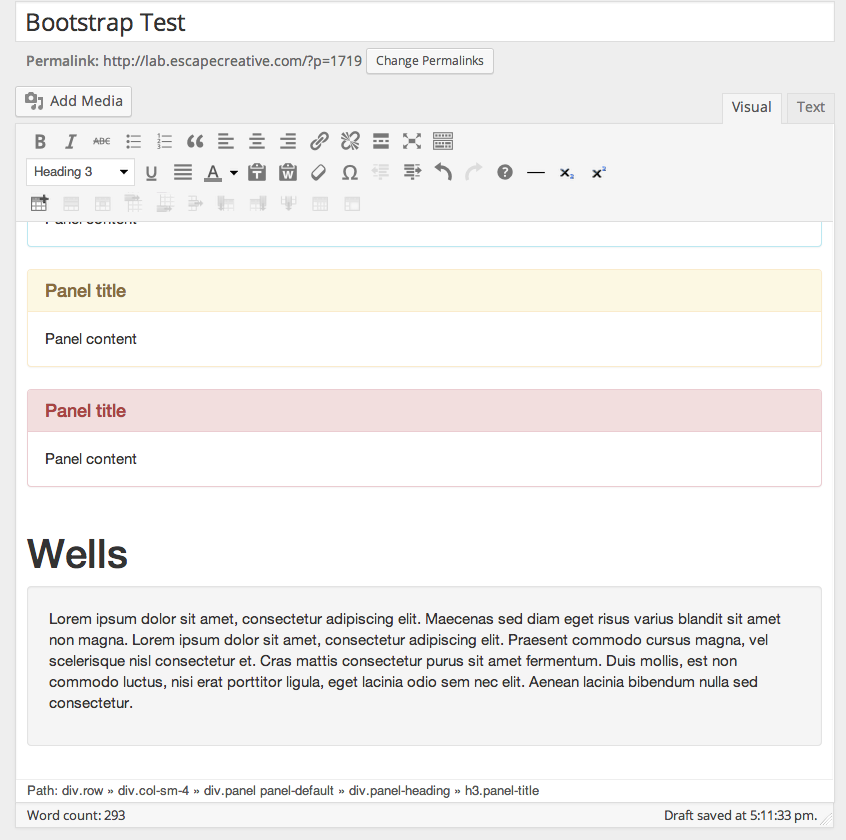 Bootstrap Test
Permalink: http://lab.escapecreative.com/?p=1719 Change Permalinks
Add Media
Visual Text
B I ABC
Heading 3 U A T W Ω ? — x₂ x²
Panel content
Panel title
Panel content
Panel title
Panel content
Wells
Lorem ipsum dolor sit amet, consectetur adipiscing elit. Maecenas sed diam eget risus varius blandit sit amet
non magna. Lorem ipsum dolor sit amet, consectetur adipiscing elit. Praesent commodo cursus magna, vel
scelerisque nisl consectetur et. Cras mattis consectetur purus sit amet fermentum. Duis mollis, est non
commodo luctus, nisi erat porttitor ligula, eget lacinia odio sem nec elit. Aenean lacinia bibendum nulla sed
consectetur.
Path: div.row » div.col-sm-4 » div.panel panel-default » div.panel-heading » h3.panel-title
Word count: 293 Draft saved at 5:11:33 pm.